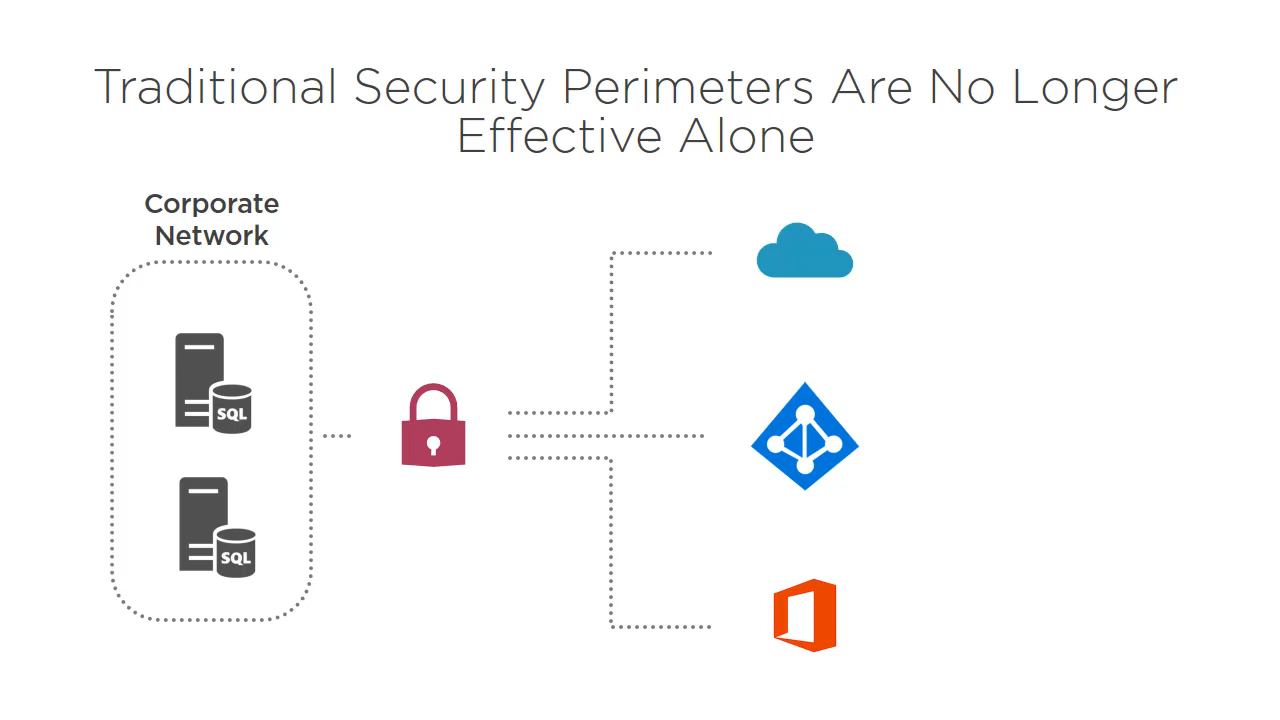 Traditional Security Perimeters Are No Longer
Effective Alone
Corporate
Network
SQL
SQL